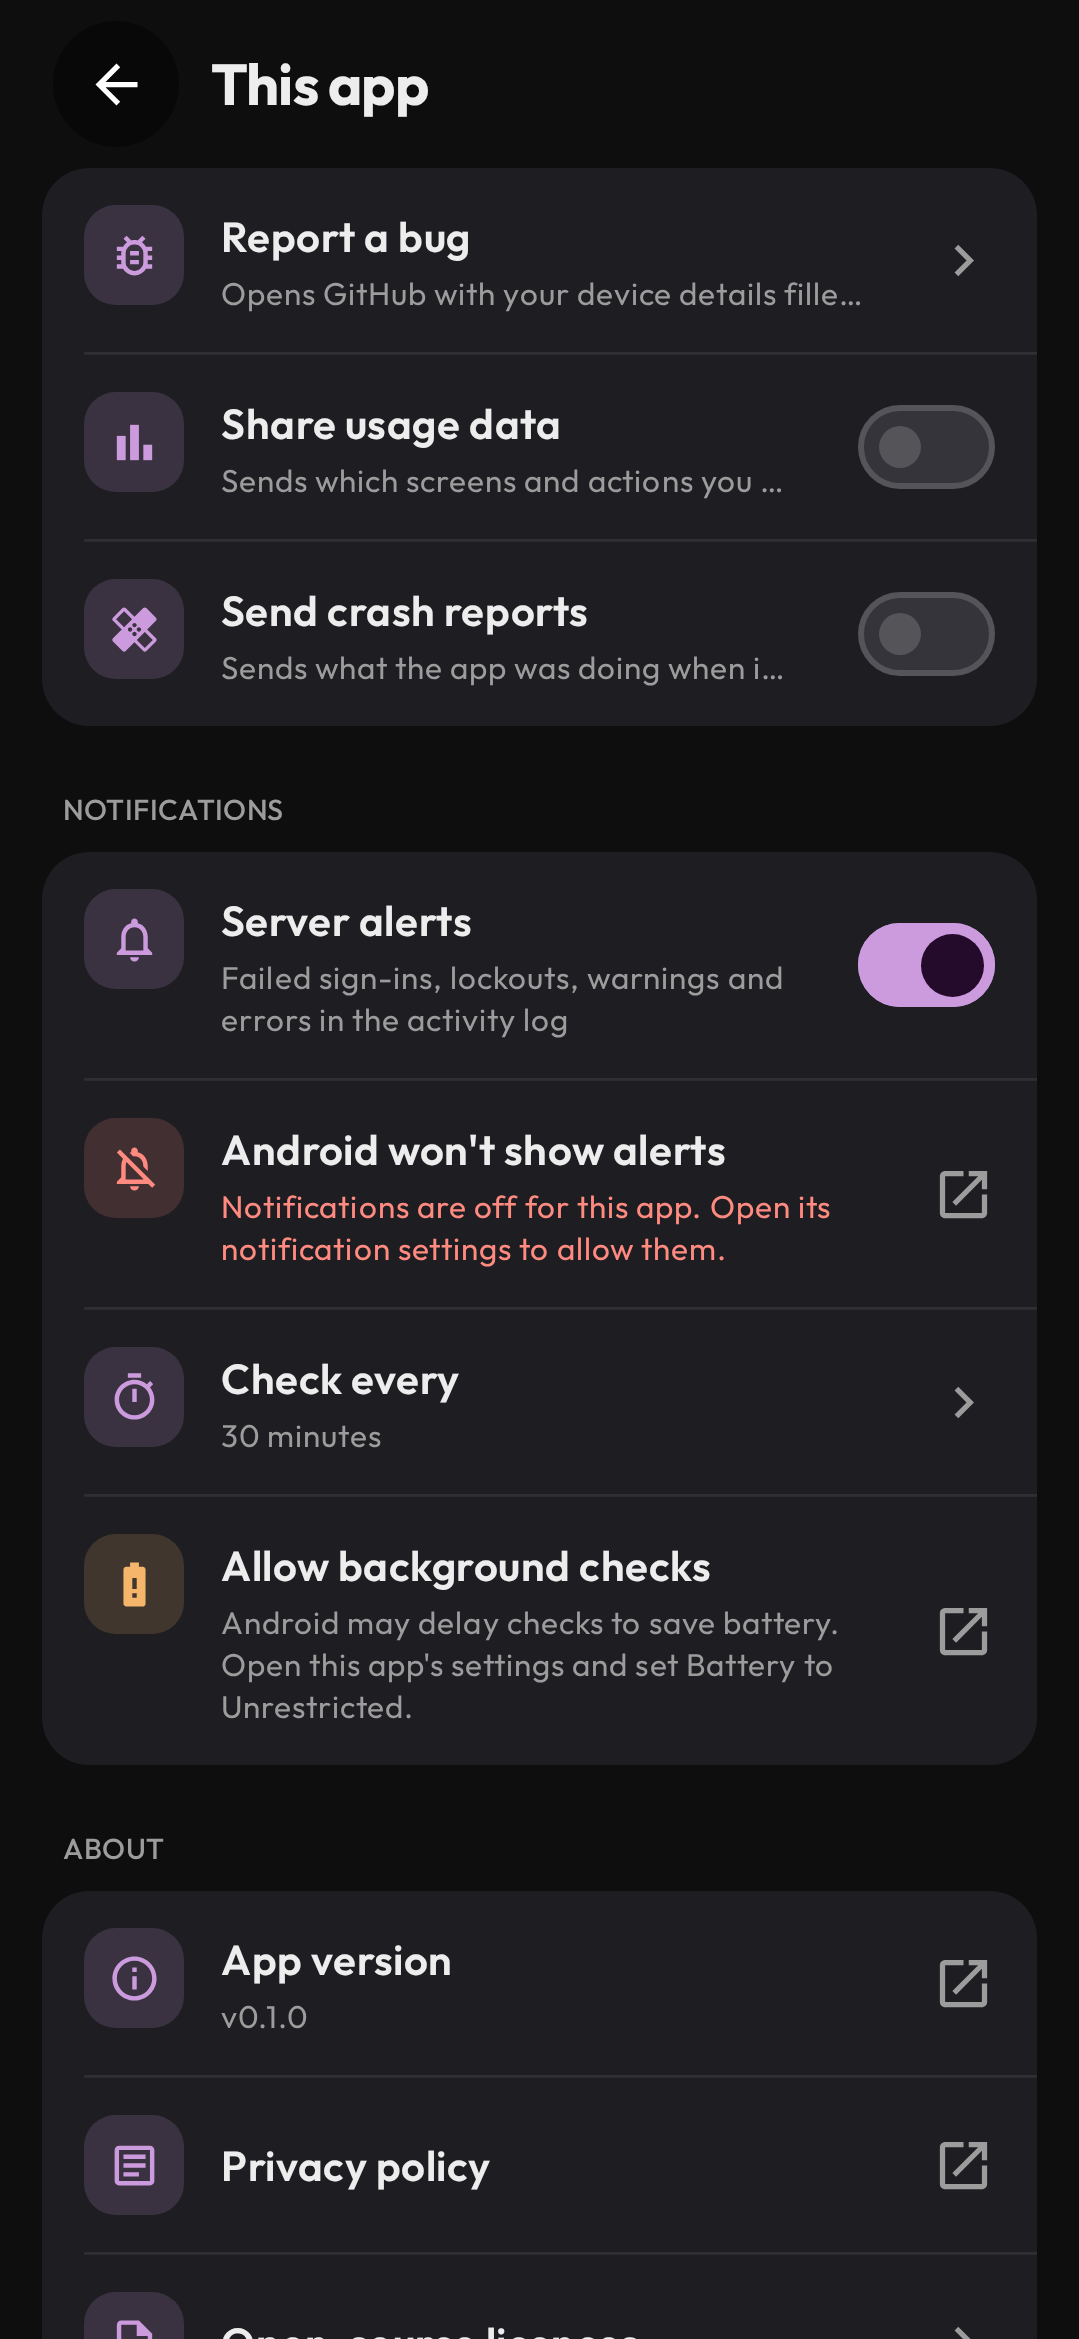 This app
Report a bug
Opens GitHub with your device details fille...
Share usage data
Sends which screens and actions you ...
Send crash reports
Sends what the app was doing when i...
NOTIFICATIONS
Server alerts
Failed sign-ins, lockouts, warnings and
errors in the activity log
Android won't show alerts
Notifications are off for this app. Open its
notification settings to allow them.
Check every
30 minutes
Allow background checks
Android may delay checks to save battery.
Open this app's settings and set Battery to
Unrestricted.
ABOUT
App version
v0.1.0
Privacy policy
Open-source licences